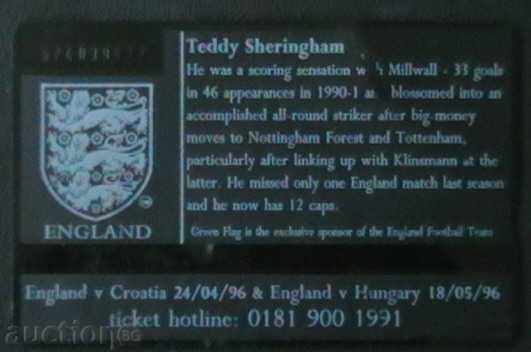 Teddy Sheringham
He was a scoring sensation Millwall - 33 goals
in 46 appearances in 1990-1 blossomed into an
accomplished all-round striker after big money
moves to Nottingham Forest and Tottenham,
particularly after linking up with Klinsmann at the
latter. He missed only one England match last season
and he now has 12 caps.
Green Flag is the exclusive sponsor of the England Football Team
ENGLAND
England v Croatia 24/04/96 & England v Hungary 18/05/96
ticket hotline: 0181 900 1991
auction.BG